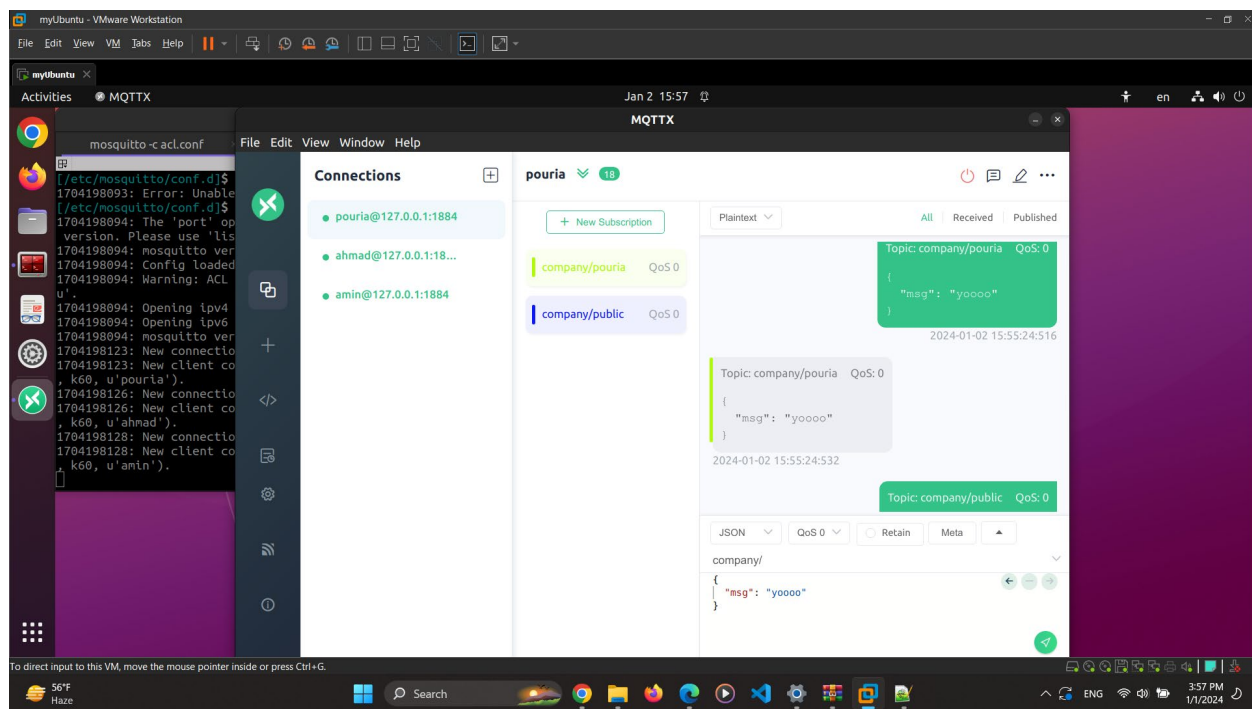 myUbuntu - VMware Workstation
File Edit View VM Tabs Help
myUbuntu
Activities MQTTX Jan 2 15:57 en
MQTTX
mosquitto -c acl.conf
File Edit View Window Help
[/etc/mosquitto/conf.d]$
1704198093: Error: Unable
[/etc/mosquitto/conf.d]$
1704198094: The 'port' op
version. Please use 'lis
1704198094: mosquitto ver
1704198094: Config loaded
1704198094: Warning: ACL
u'.
1704198094: Opening ipv4
1704198094: Opening ipv6
1704198094: mosquitto ver
1704198123: New connectio
1704198123: New client co
, k60, u'pouria').
1704198126: New connectio
1704198126: New client co
, k60, u'ahmad').
1704198128: New connectio
1704198128: New client co
, k60, u'amin').
Connections
pouria@127.0.0.1:1884
ahmad@127.0.0.1:18...
amin@127.0.0.1:1884
pouria 18
+ New Subscription
company/pouria QoS 0
company/public QoS 0
Plaintext All Received Published
Topic: company/pouria QoS: 0
{
"msg": "yoooo"
}
2024-01-02 15:55:24:516
Topic: company/pouria QoS: 0
{
"msg": "yoooo"
}
2024-01-02 15:55:24:532
Topic: company/public QoS: 0
JSON QoS 0 Retain Meta
company/
{
"msg": "yoooo"
}
To direct input to this VM, move the mouse pointer inside or press Ctrl+G.
56°F
Haze
Search
ENG
3:57 PM
1/1/2024